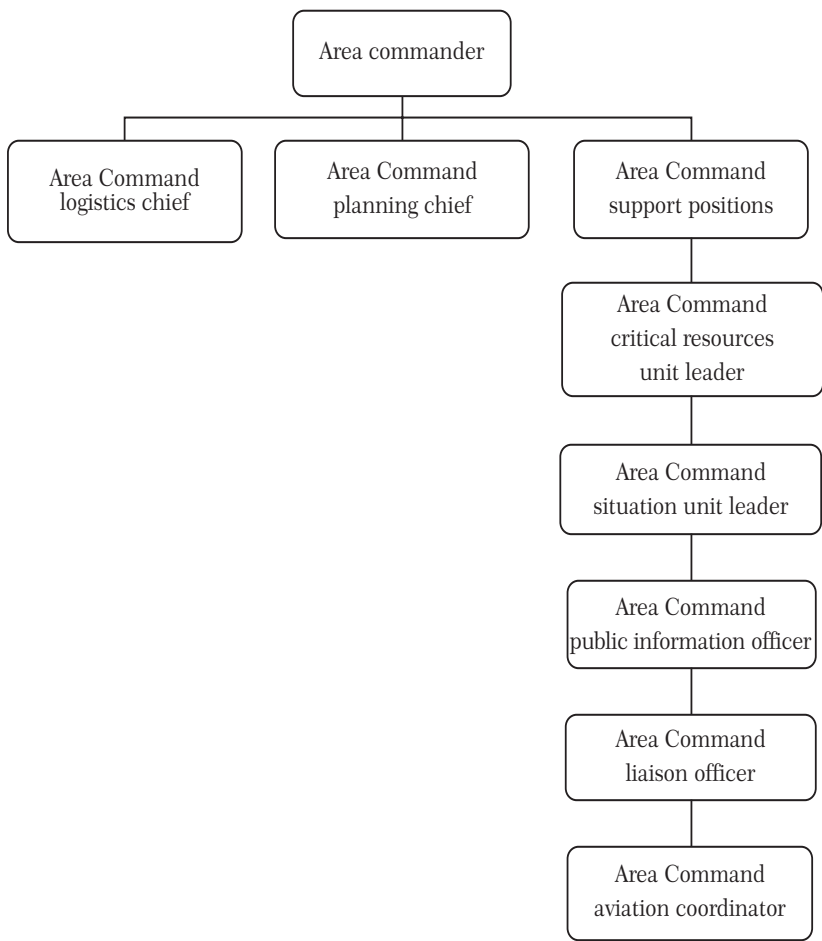 Area commander
Area Command
logistics chief
Area Command
planning chief
Area Command
support positions
Area Command
critical resources
unit leader
Area Command
situation unit leader
Area Command
public information officer
Area Command
liaison officer
Area Command
aviation coordinator